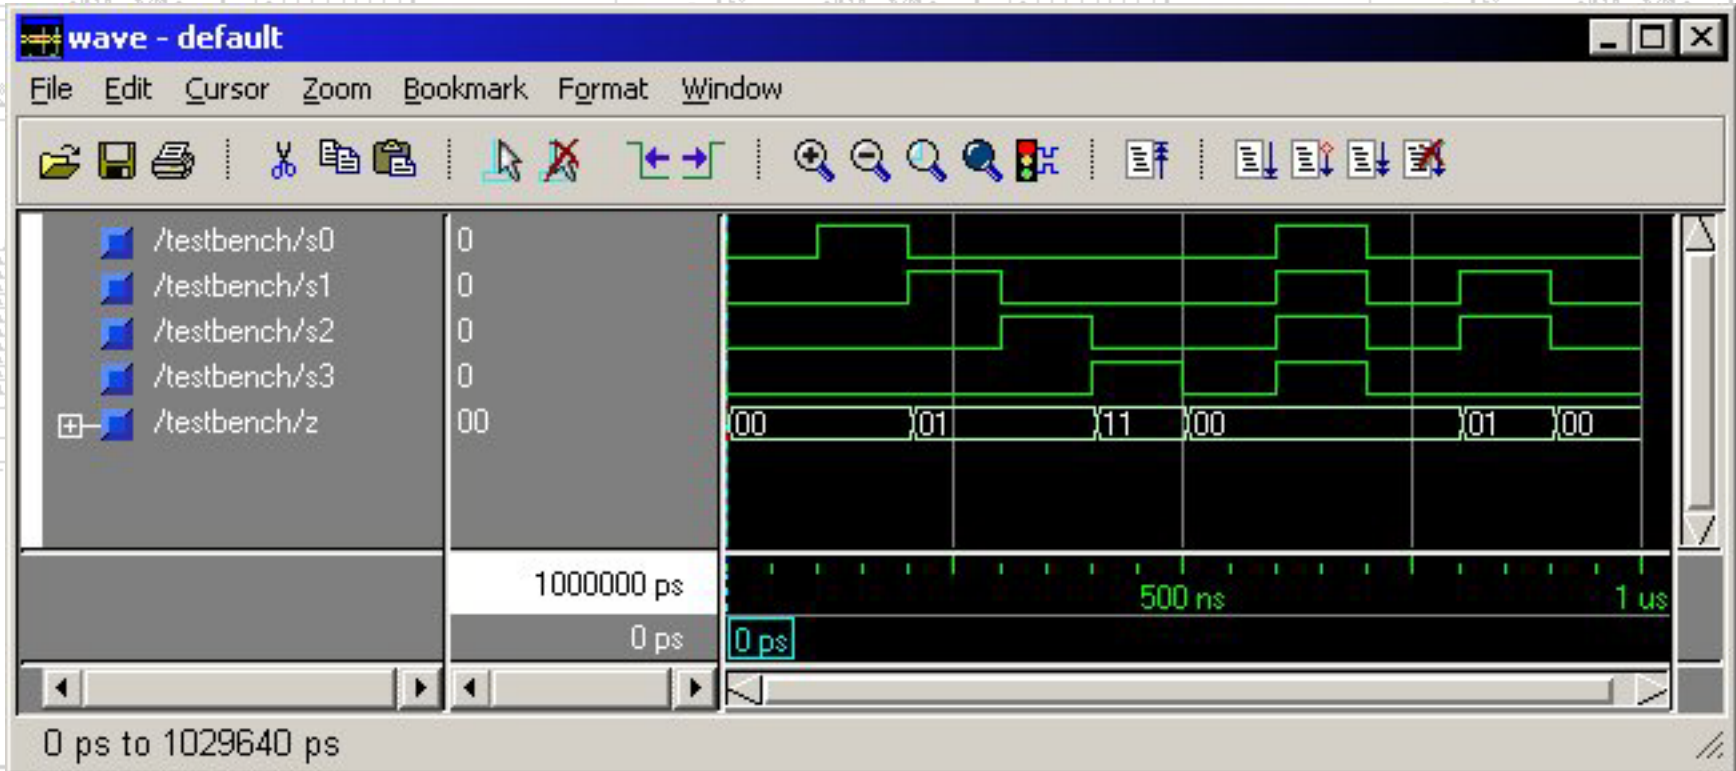 wave - default
File Edit Cursor Zoom Bookmark Format Window
/testbench/s0 0
/testbench/s1 0
/testbench/s2 0
/testbench/s3 0
/testbench/z 00 00 01 11 00 01 00
1000000 ps 500 ns 1 us
0 ps 0 ps
0 ps to 1029640 ps